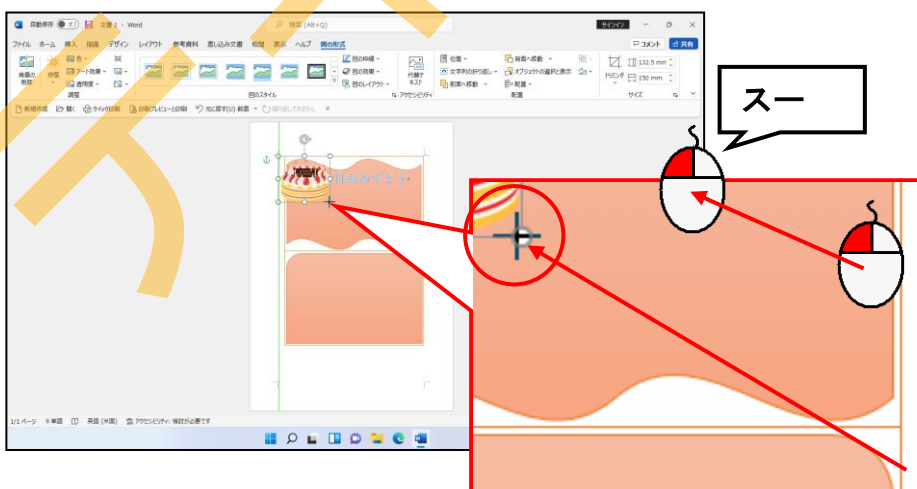 自動保存 オフ 文書 1 - Word 検索 (Alt+Q) サインイン
ファイル ホーム 挿入 描画 デザイン レイアウト 参考資料 差し込み文書 校閲 表示 ヘルプ 図の形式 コメント 共有
背景の削除 修整 色 アート効果 透明度
図の枠線 図の効果 図のレイアウト
代替テキスト
位置 文字列の折り返し 前面へ移動
背面へ移動 オブジェクトの選択と表示 配置
トリミング 132.5 mm 150 mm
調整 図のスタイル アクセシビリティ 配置 サイズ
新規作成 開く クイック印刷 印刷プレビューと印刷 元に戻す(U) 前面
日おめでとう
スー
1/1 ページ 9 単語 英語 (米国) アクセシビリティ: 検討が必要です